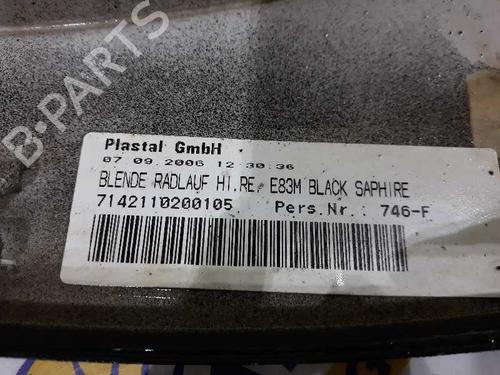 B-PARTS
Plastal GmbH
07 09.2006 12:30:36
BLENDE RADLAUF HI.RE. E83M BLACK SAPHIRE
7142110200105 Pers.Nr.: 746-F